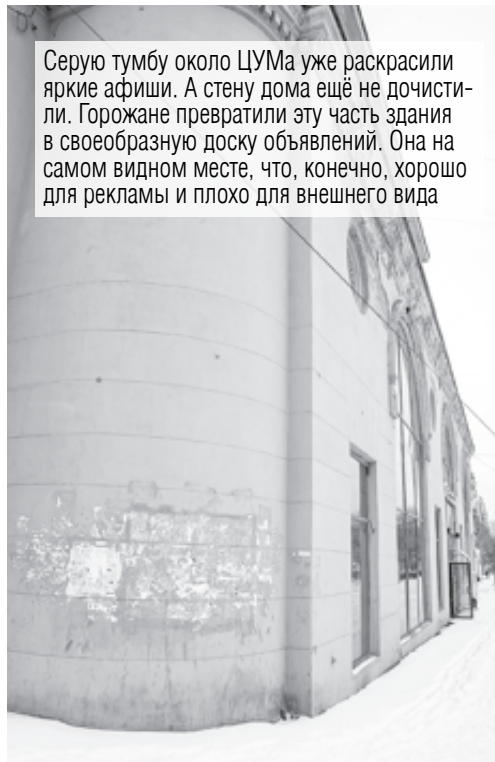 Серую тумбу около ЦУМа уже раскрасили
яркие афиши. А стену дома ещё не дочисти-
ли. Горожане превратили эту часть здания
в своеобразную доску объявлений. Она на
самом видном месте, что, конечно, хорошо
для рекламы и плохо для внешнего вида